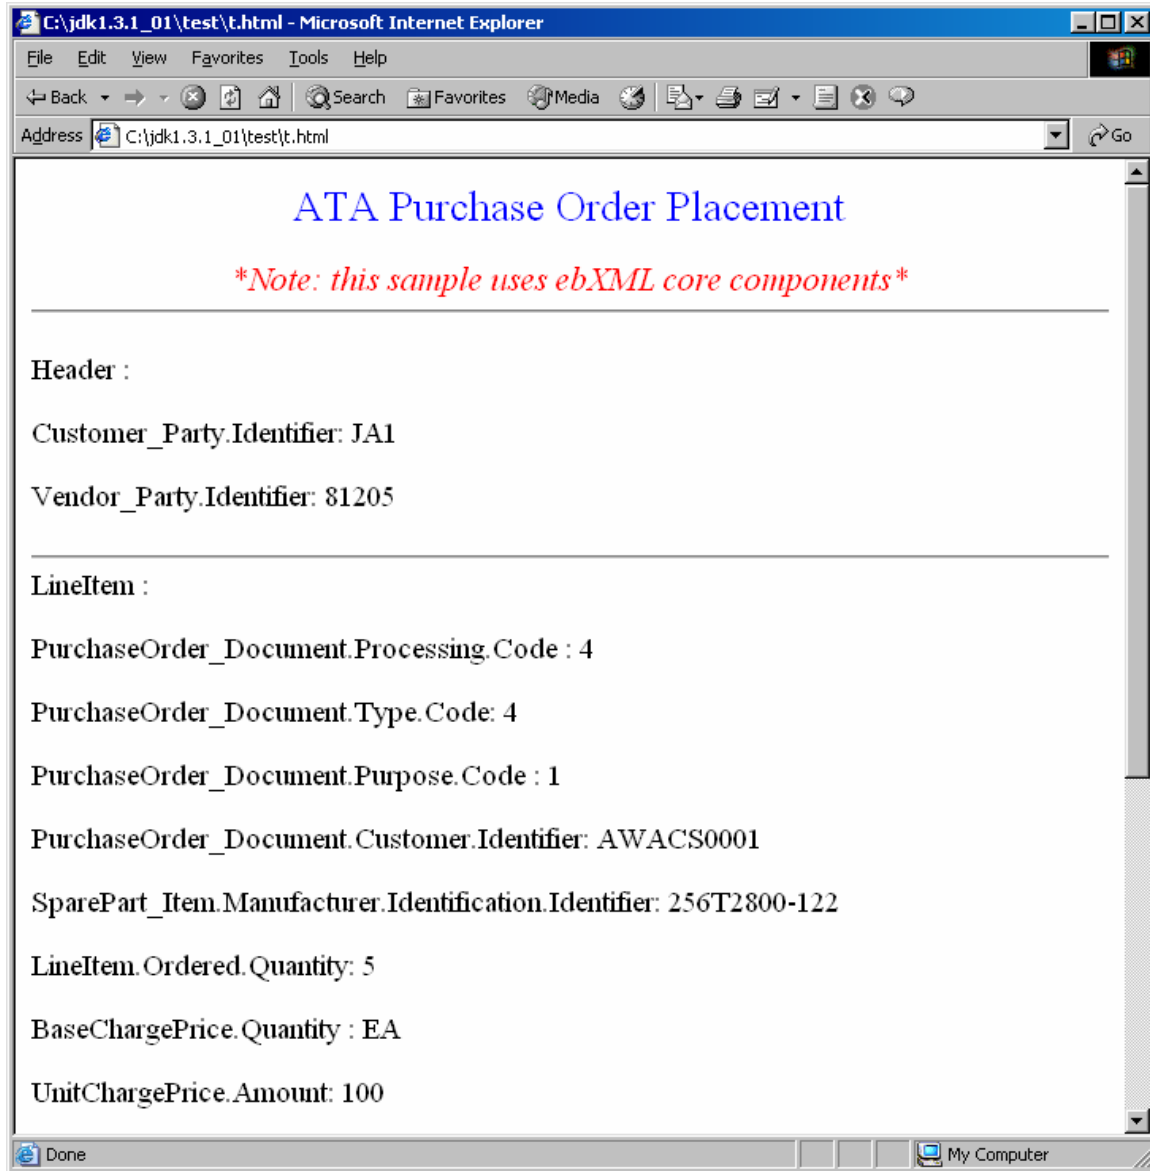 C:\jdk1.3.1_01\test\t.html - Microsoft Internet Explorer
File Edit View Favorites Tools Help
Back Search Favorites Media
Address C:\jdk1.3.1_01\test\t.html Go
ATA Purchase Order Placement
*Note: this sample uses ebXML core components*
Header :
Customer_Party.Identifier: JA1
Vendor_Party.Identifier: 81205
LineItem :
PurchaseOrder_Document.Processing.Code : 4
PurchaseOrder_Document.Type.Code: 4
PurchaseOrder_Document.Purpose.Code : 1
PurchaseOrder_Document.Customer.Identifier: AWACS0001
SparePart_Item.Manufacturer.Identification.Identifier: 256T2800-122
LineItem.Ordered.Quantity: 5
BaseChargePrice.Quantity : EA
UnitChargePrice.Amount: 100
Done My Computer